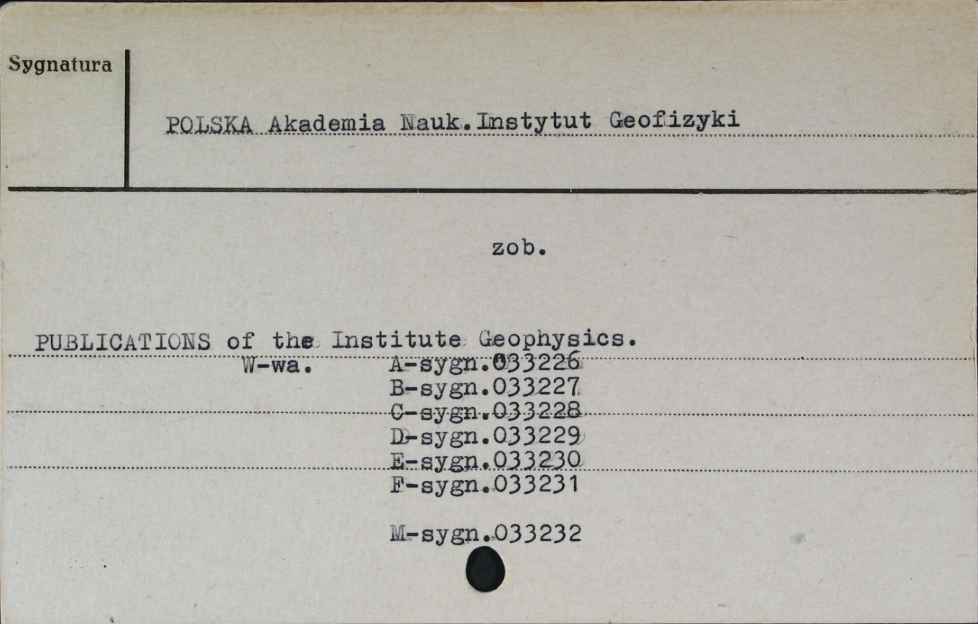 Sygnatura
POLSKA Akademia Nauk.Instytut Geofizyki
zob.
PUBLICATIONS of the Institute Geophysics.
W-wa. A-sygn.033226
B-sygn.033227
C-sygn.033228
D-sygn.033229
E-sygn.033230
F-sygn.033231
M-sygn.033232